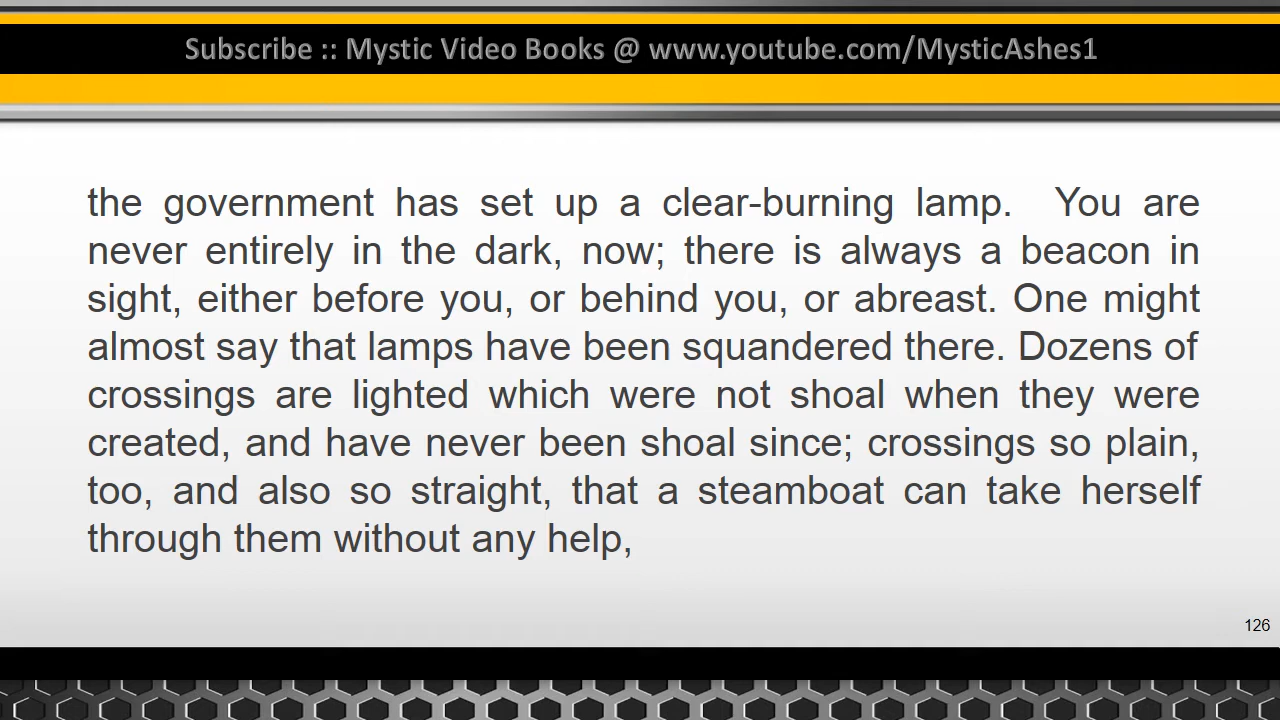 Subscribe :: Mystic Video Books @ www.youtube.com/MysticAshes1
the government has set up a clear-burning lamp. You are
never entirely in the dark, now; there is always a beacon in
sight, either before you, or behind you, or abreast. One might
almost say that lamps have been squandered there. Dozens of
crossings are lighted which were not shoal when they were
created, and have never been shoal since; crossings so plain,
too, and also so straight, that a steamboat can take herself
through them without any help,
126